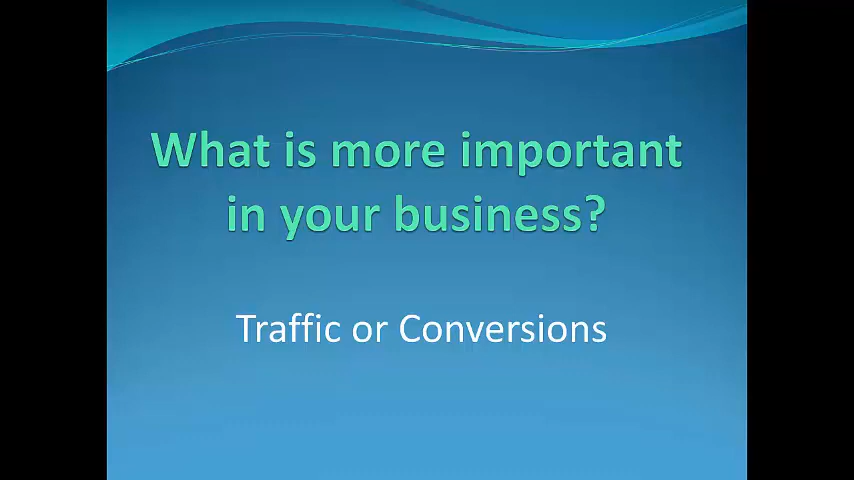 What is more important
in your business?
Traffic or Conversions